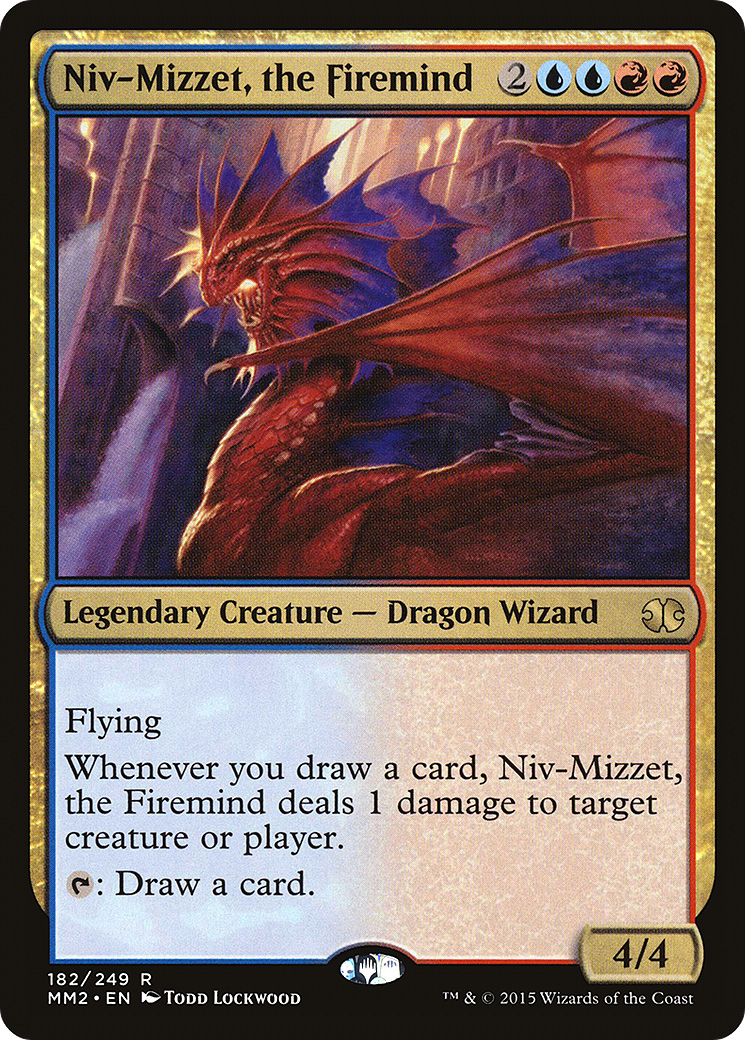 Niv-Mizzet, the Firemind 2
Legendary Creature — Dragon Wizard
Flying
Whenever you draw a card, Niv-Mizzet,
the Firemind deals 1 damage to target
creature or player.
: Draw a card.
4/4
182/249 R
MM2 • EN Todd Lockwood
™ & © 2015 Wizards of the Coast